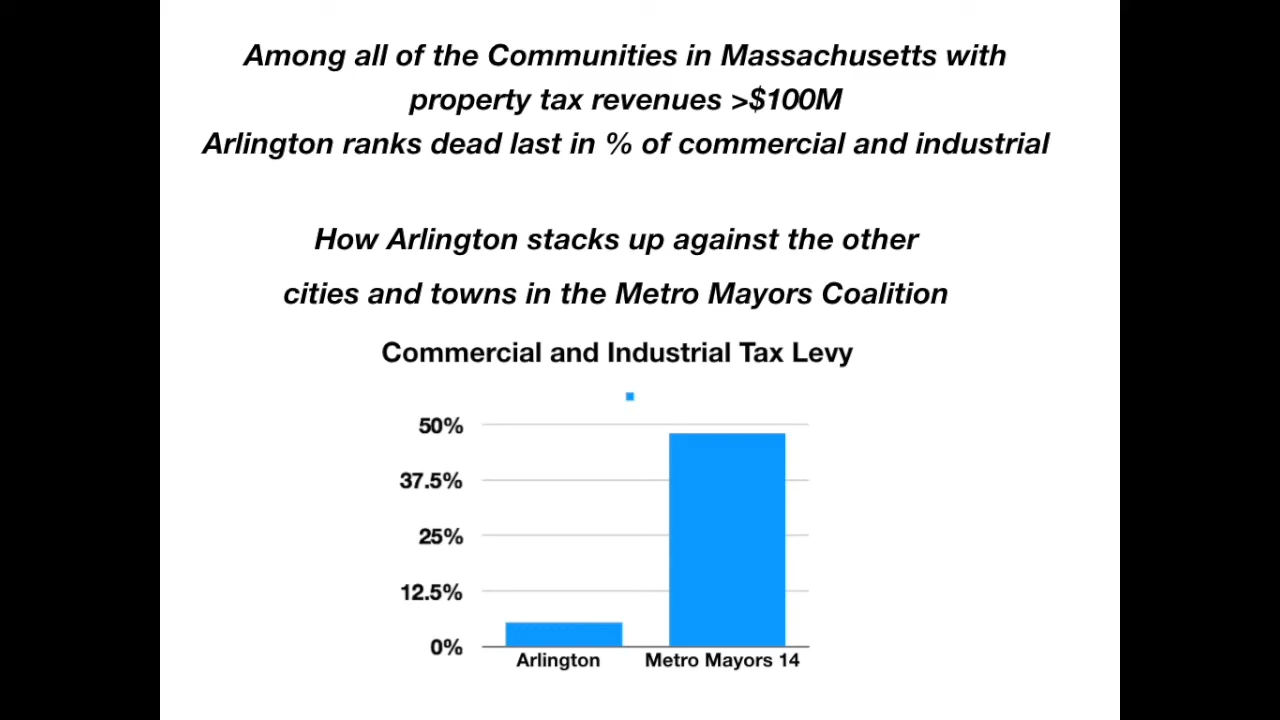 Among all of the Communities in Massachusetts with
property tax revenues >$100M
Arlington ranks dead last in % of commercial and industrial
How Arlington stacks up against the other
cities and towns in the Metro Mayors Coalition
Commercial and Industrial Tax Levy
50%
37.5%
25%
12.5%
0%
Arlington
Metro Mayors 14